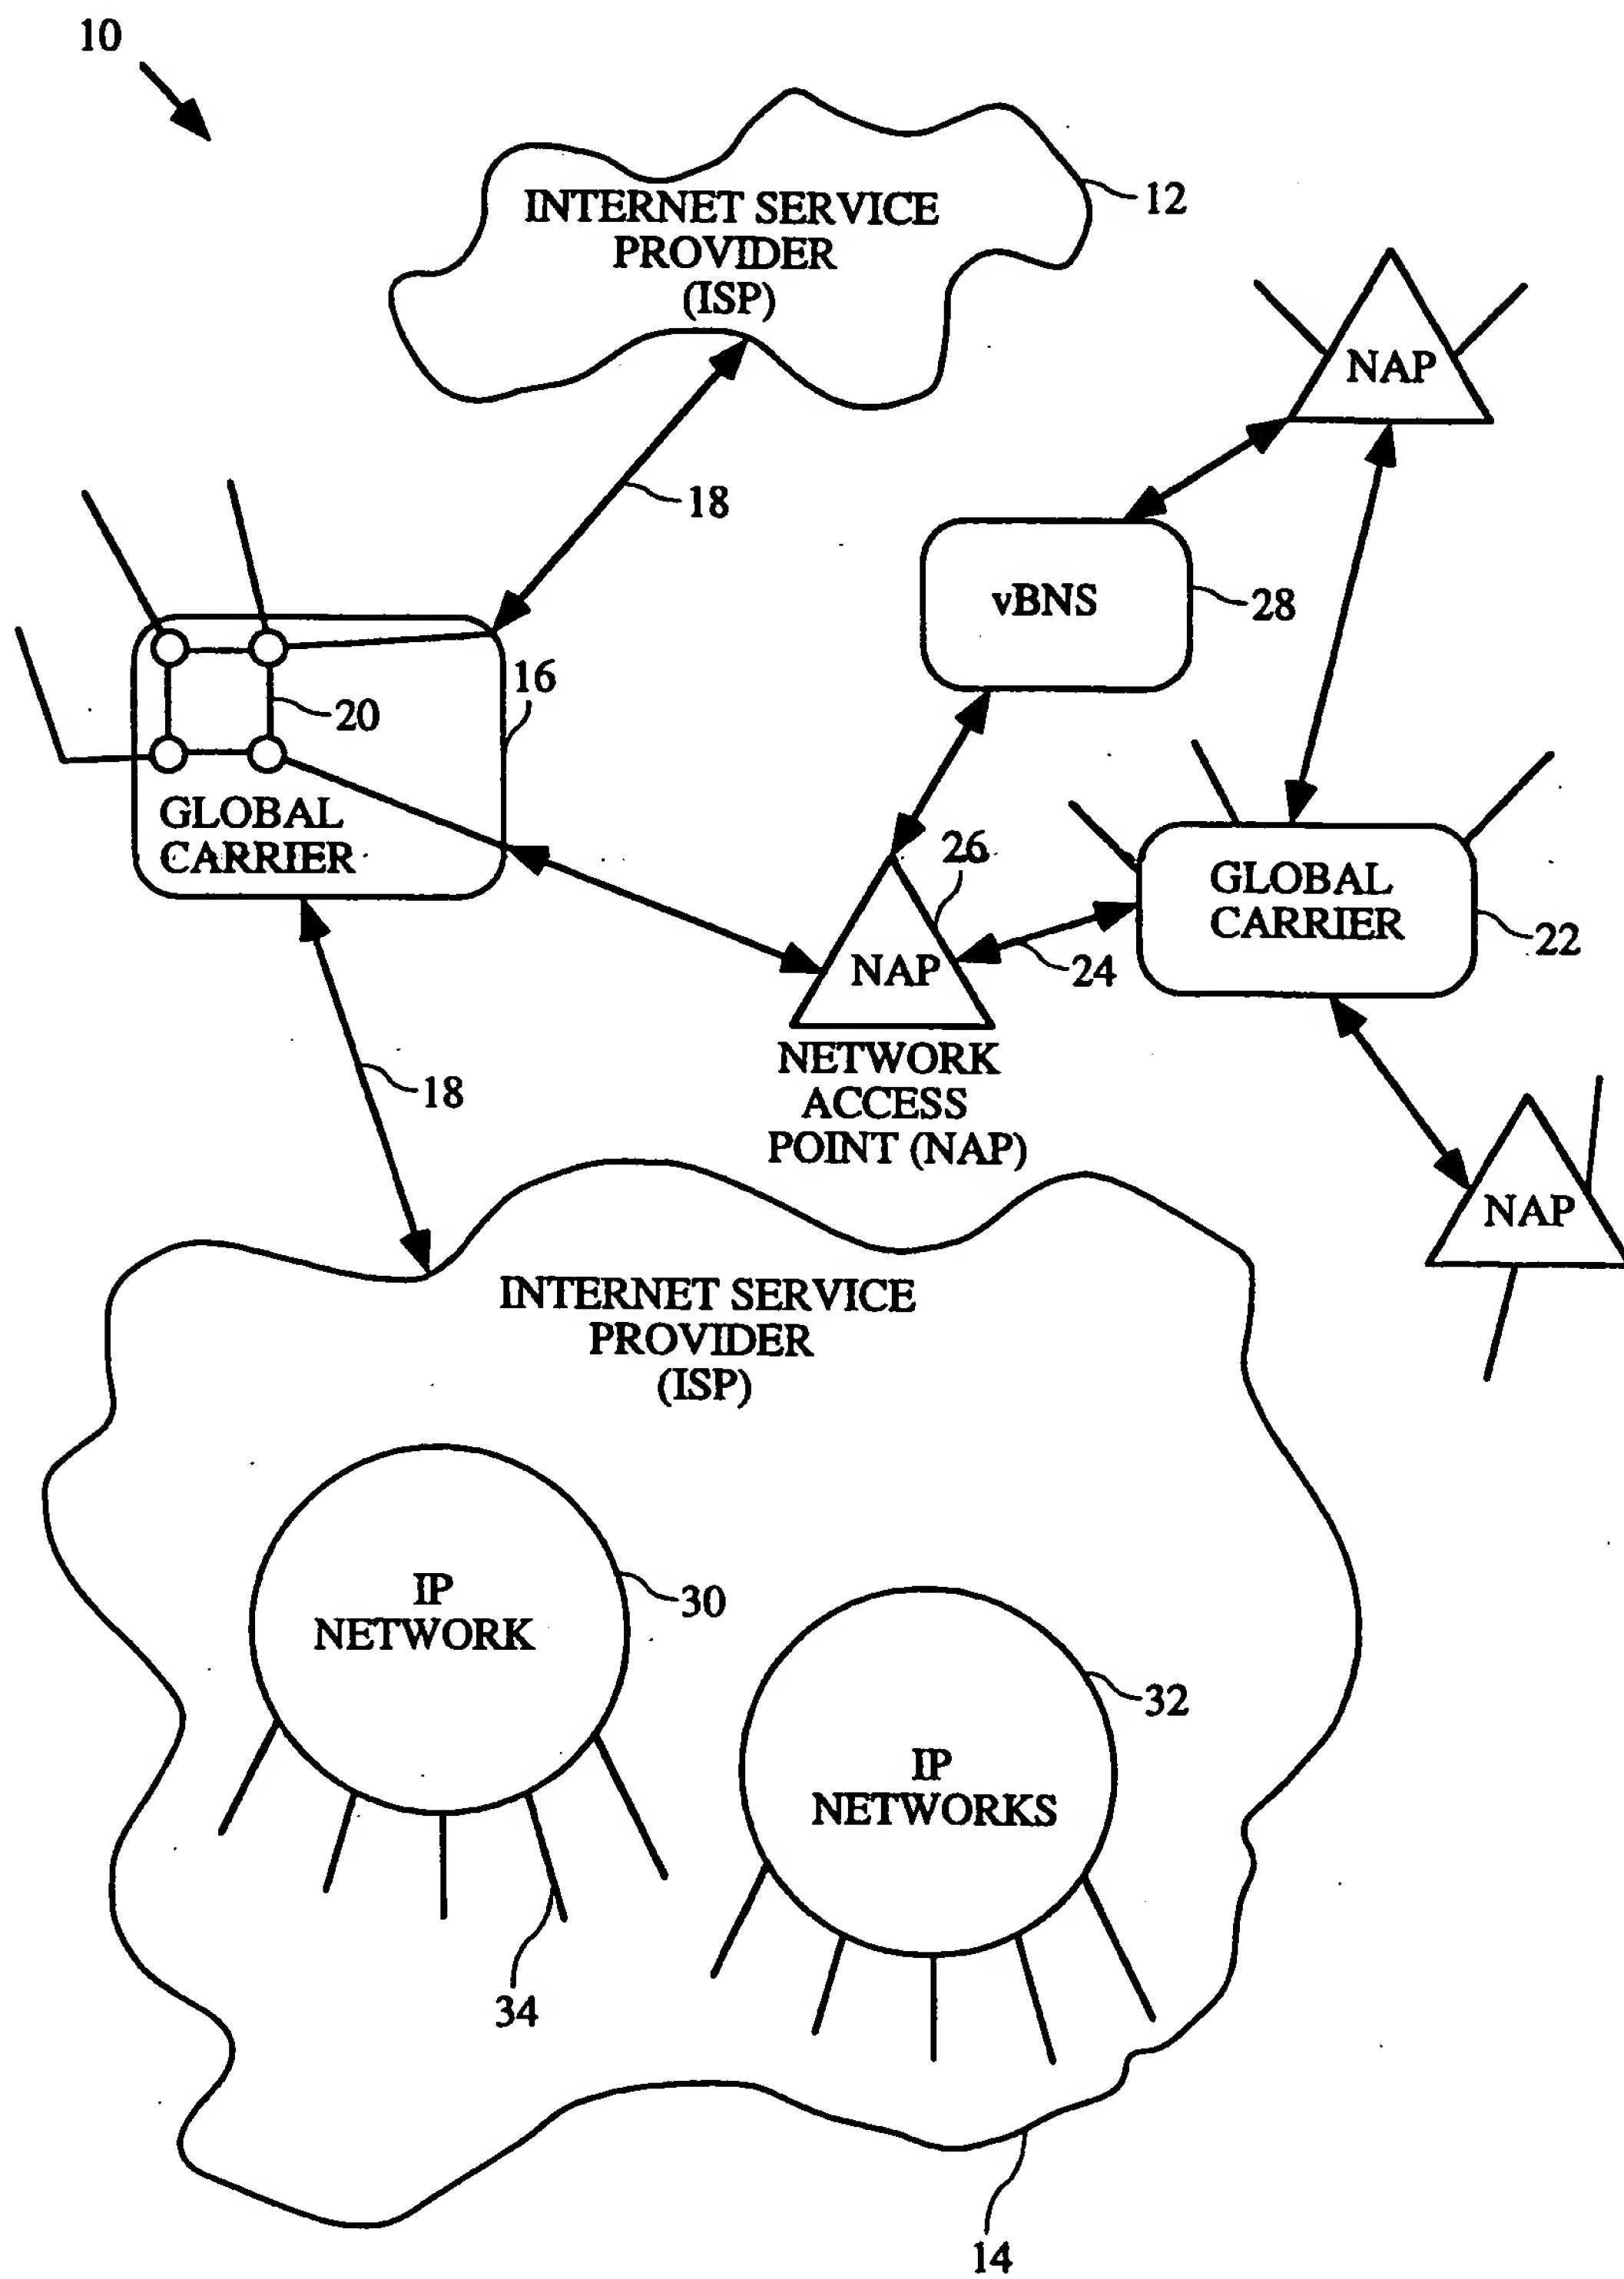 10
INTERNET SERVICE
PROVIDER
(ISP)
12
NAP
18
vBNS
28
16
20
GLOBAL
CARRIER
26
GLOBAL
CARRIER
22
NAP
24
NETWORK
ACCESS
POINT (NAP)
18
NAP
INTERNET SERVICE
PROVIDER
(ISP)
IP
NETWORK
30
32
IP
NETWORKS
34
14